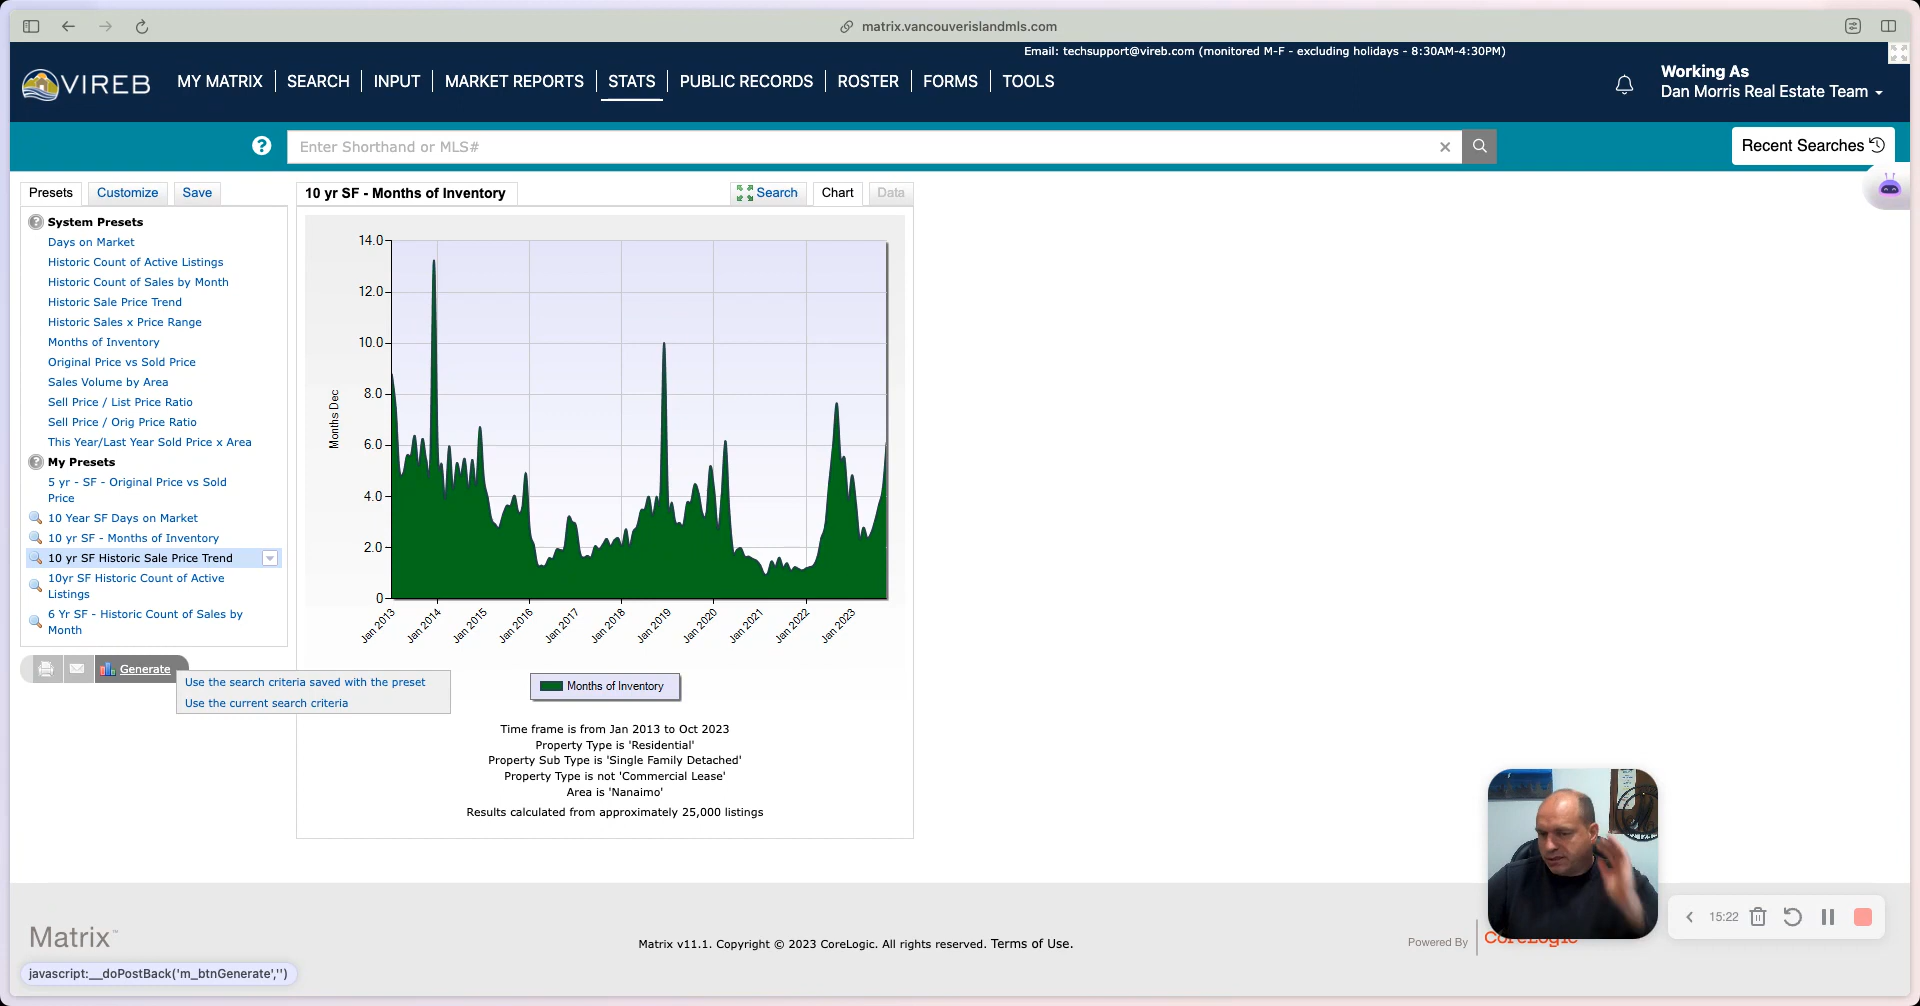 matrix.vancouverislandmls.com
Email: techsupport@vireb.com (monitored M-F - excluding holidays - 8:30AM-4:30PM)
VIREB
MY MATRIX
SEARCH
INPUT
MARKET REPORTS
STATS
PUBLIC RECORDS
ROSTER
FORMS
TOOLS
Working As
Dan Morris Real Estate Team
Enter Shorthand or MLS#
Recent Searches
Presets
Customize
Save
System Presets
Days on Market
Historic Count of Active Listings
Historic Count of Sales by Month
Historic Sale Price Trend
Historic Sales x Price Range
Months of Inventory
Original Price vs Sold Price
Sales Volume by Area
Sell Price / List Price Ratio
Sell Price / Orig Price Ratio
This Year/Last Year Sold Price x Area
My Presets
5 yr - SF - Original Price vs Sold
Price
10 Year SF Days on Market
10 yr SF - Months of Inventory
10 yr SF Historic Sale Price Trend
10yr SF Historic Count of Active
Listings
6 Yr SF - Historic Count of Sales by
Month
Generate
Use the search criteria saved with the preset
Use the current search criteria
10 yr SF - Months of Inventory
Search
Chart
Data
14.0
12.0
10.0
8.0
6.0
4.0
2.0
0
Months Dec
Jan 2013
Jan 2014
Jan 2015
Jan 2016
Jan 2017
Jan 2018
Jan 2019
Jan 2020
Jan 2021
Jan 2022
Jan 2023
Months of Inventory
Time frame is from Jan 2013 to Oct 2023
Property Type is 'Residential'
Property Sub Type is 'Single Family Detached'
Property Type is not 'Commercial Lease'
Area is 'Nanaimo'
Results calculated from approximately 25,000 listings
15:22
Matrix™
Matrix v11.1. Copyright © 2023 CoreLogic. All rights reserved. Terms of Use.
Powered By
CoreLogic
javascript:__doPostBack('m_btnGenerate','')